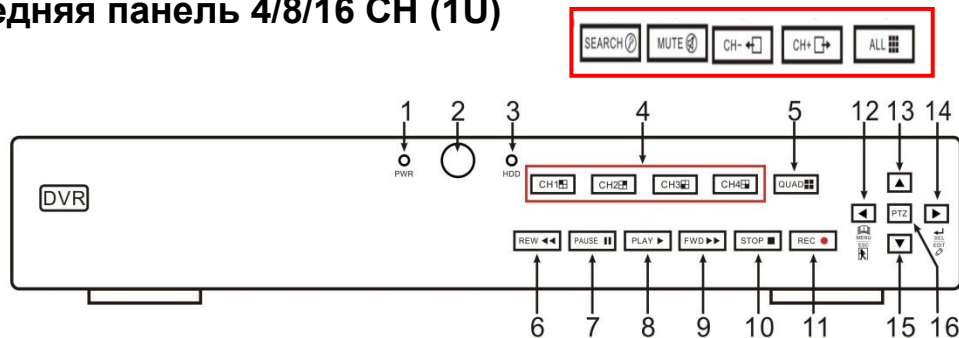 едняя панель 4/8/16 CH (1U)
SEARCH MUTE CH- CH+ ALL
1 2 3 4 5 12 13 14
PWR HDD
CH1 CH2 CH3 CH4 QUAD
DVR
PTZ
MENU
ESC
SEL
EDIT
REW PAUSE PLAY FWD STOP REC
6 7 8 9 10 11 15 16